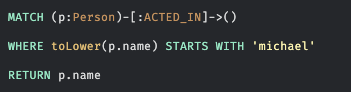 MATCH (p:Person)-[:ACTED_IN]->()
WHERE toLower(p.name) STARTS WITH 'michael'
RETURN p.name